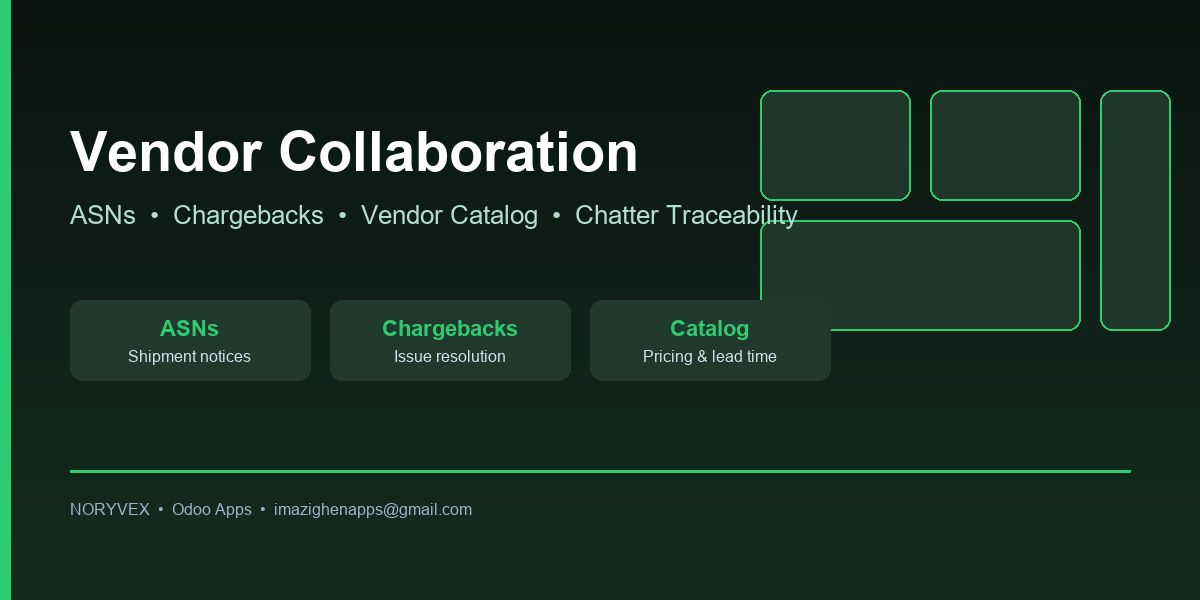 Vendor Collaboration
ASNs • Chargebacks • Vendor Catalog • Chatter Traceability
ASNs
Shipment notices
Chargebacks
Issue resolution
Catalog
Pricing & lead time
NORYVEX • Odoo Apps • imazighenapps@gmail.com